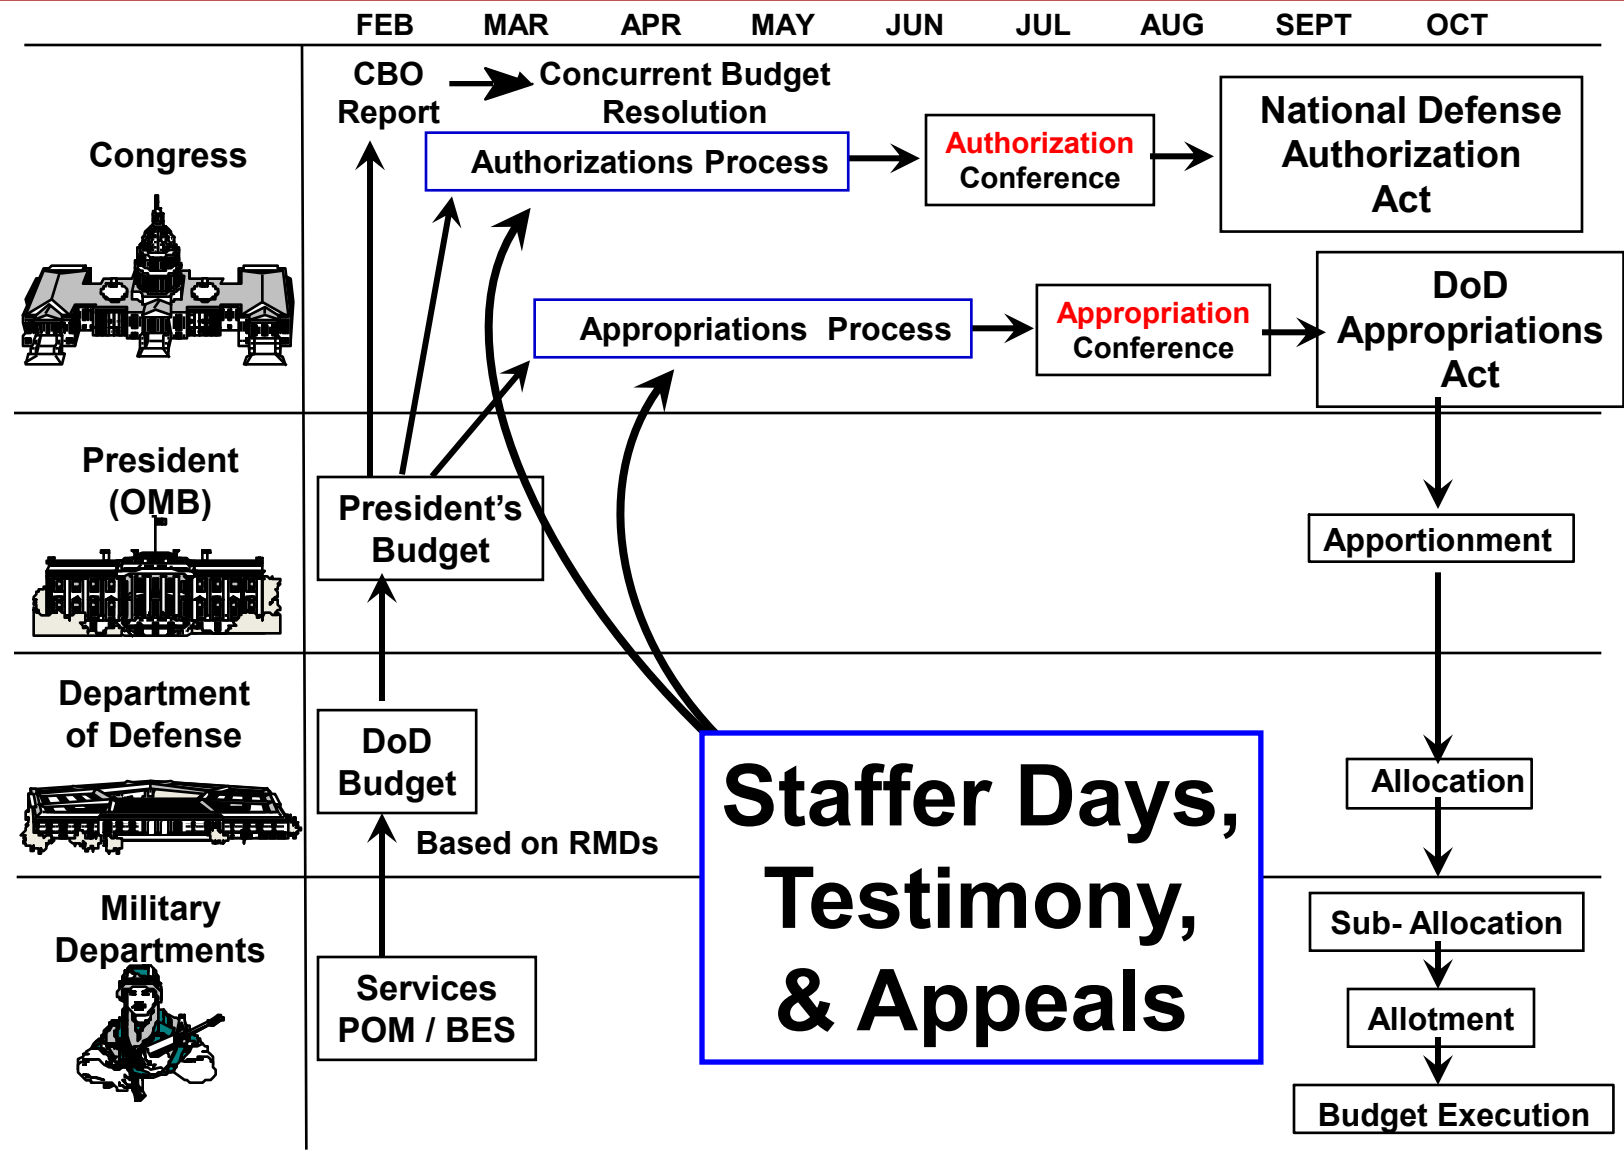 FEB MAR APR MAY JUN JUL AUG SEPT OCT
Congress
CBO
Report
Concurrent Budget
Resolution
Authorizations Process
Authorization
Conference
National Defense
Authorization
Act
Appropriations Process
Appropriation
Conference
DoD
Appropriations
Act
President
(OMB)
President's
Budget
Apportionment
Department
of Defense
DoD
Budget
Based on RMDs
Allocation
Staffer Days,
Testimony,
& Appeals
Military
Departments
Services
POM / BES
Sub- Allocation
Allotment
Budget Execution